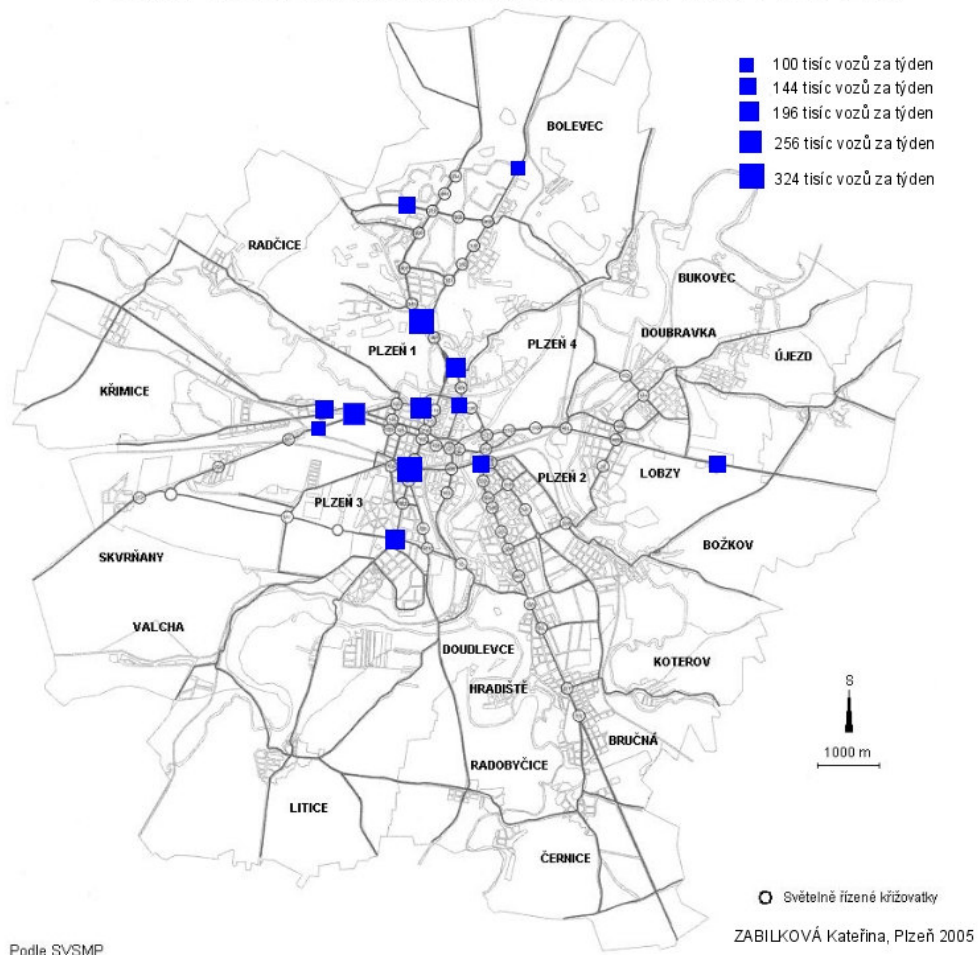 100 tisíc vozů za týden
144 tisíc vozů za týden
196 tisíc vozů za týden
256 tisíc vozů za týden
324 tisíc vozů za týden
BOLEVEC
RADČICE
BUKOVEC
DOUBRAVKA
PLZEŇ 1
PLZEŇ 4
ÚJEZD
KŘIMICE
PLZEŇ 2
LOBZY
PLZEŇ 3
BOŽKOV
SKVRŇANY
VALCHA
DOUDLEVCE
KOTEROV
HRADIŠTĚ
S
BRUČNÁ
1000 m
RADOBYČICE
LITICE
ČERNICE
Světelně řízené křižovatky
ZABILKOVÁ Kateřina, Plzeň 2005
Podle SVSMP